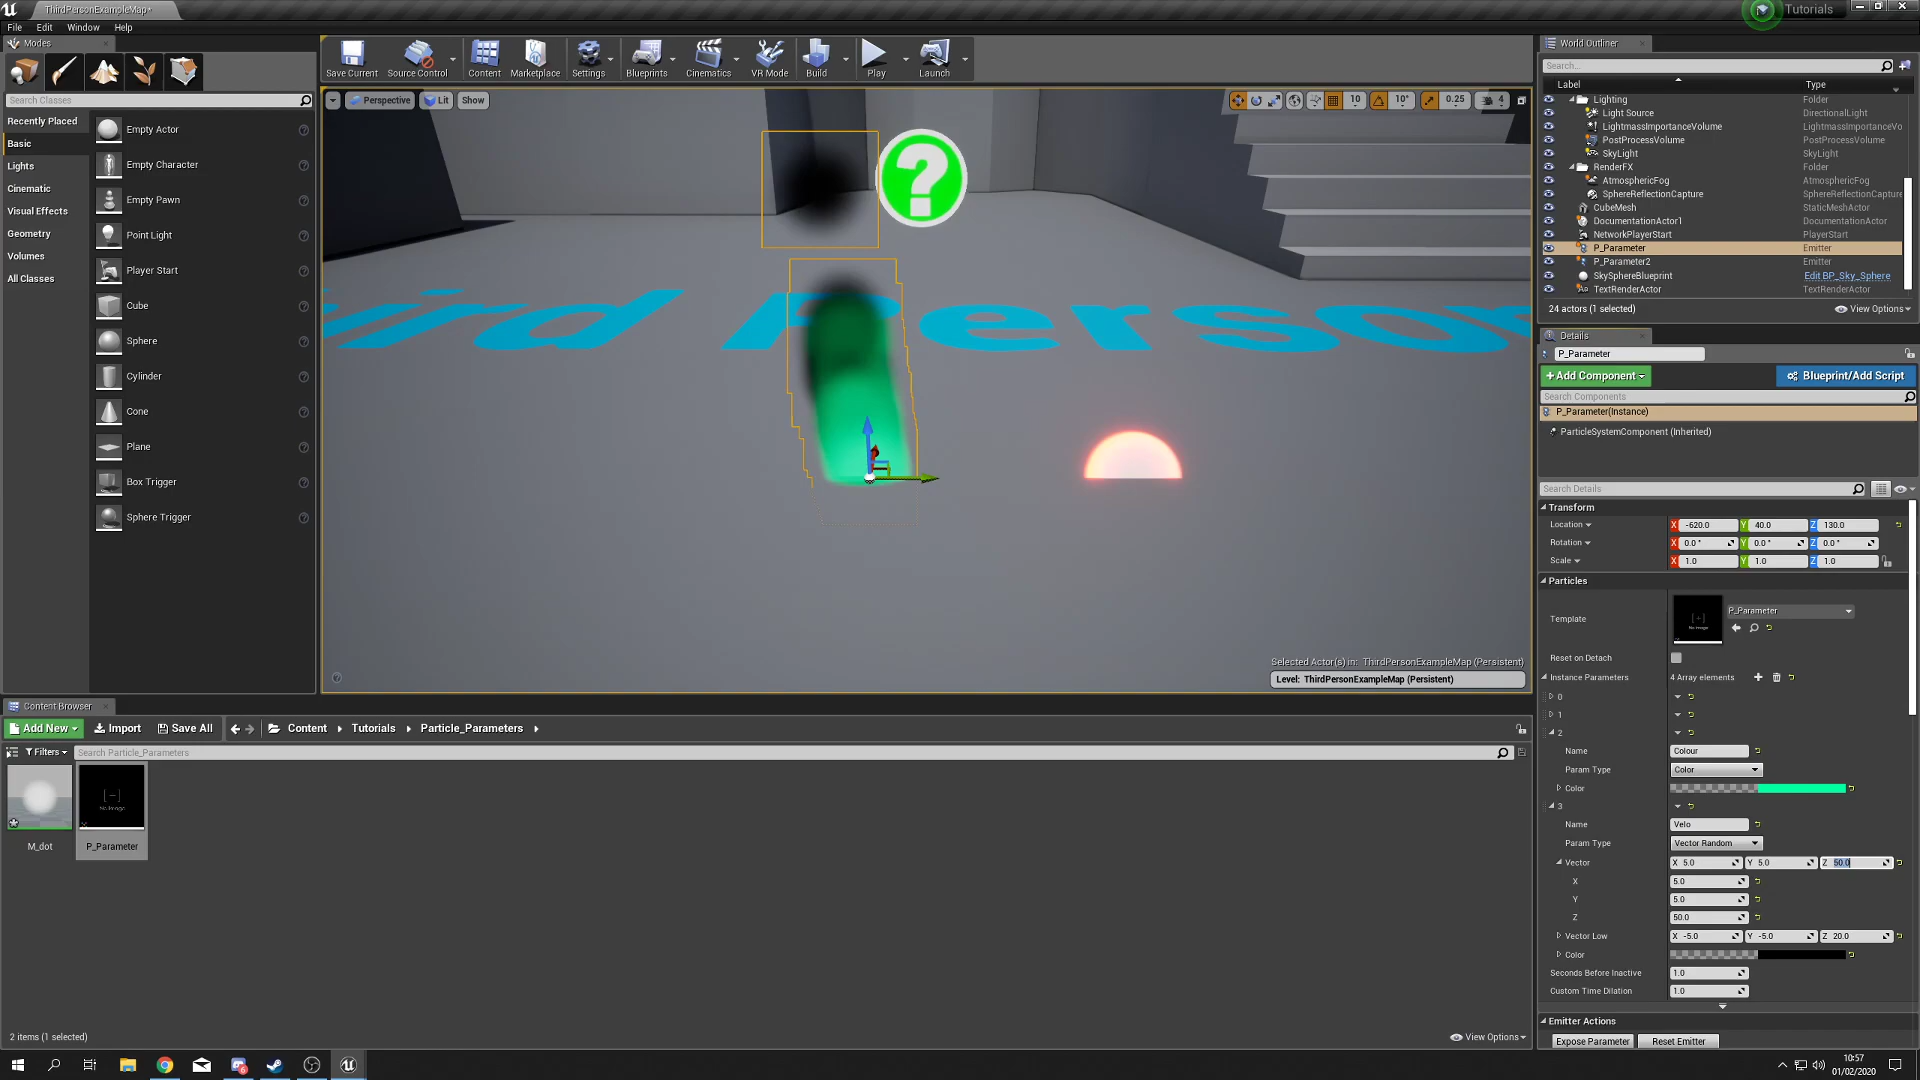 ThirdPersonExampleMap*
Tutorials
File Edit Window Help
Modes
Search Classes
Recently Placed
Basic
Lights
Cinematic
Visual Effects
Geometry
Volumes
All Classes
Empty Actor
Empty Character
Empty Pawn
Point Light
Player Start
Cube
Sphere
Cylinder
Cone
Plane
Box Trigger
Sphere Trigger
Save Current
Source Control
Content
Marketplace
Settings
Blueprints
Cinematics
VR Mode
Build
Play
Launch
Perspective Lit Show
10 10° 0.25 4
?
ird Person
Selected Actor(s) in: ThirdPersonExampleMap (Persistent)
Level: ThirdPersonExampleMap (Persistent)
World Outliner
Search...
Label Type
Lighting Folder
Light Source DirectionalLight
LightmassImportanceVolume LightmassImportanceVo
PostProcessVolume PostProcessVolume
SkyLight SkyLight
RenderFX Folder
AtmosphericFog AtmosphericFog
SphereReflectionCapture SphereReflectionCapture
CubeMesh StaticMeshActor
DocumentationActor1 DocumentationActor
NetworkPlayerStart PlayerStart
P_Parameter Emitter
P_Parameter2 Emitter
SkySphereBlueprint Edit BP_Sky_Sphere
TextRenderActor TextRenderActor
24 actors (1 selected) View Options
Details
P_Parameter
+Add Component Blueprint/Add Script
Search Components
P_Parameter(Instance)
ParticleSystemComponent (Inherited)
Search Details
Transform
Location X -620.0 Y 40.0 Z 130.0
Rotation X 0.0 ° Y 0.0 ° Z 0.0 °
Scale X 1.0 Y 1.0 Z 1.0
Particles
Template P_Parameter
Reset on Detach
Instance Parameters 4 Array elements
0
1
2
Name Colour
Param Type Color
Color
3
Name Velo
Param Type Vector Random
Vector X 5.0 Y 5.0 Z 50.0
X 5.0
Y 5.0
Z 50.0
Vector Low X -5.0 Y -5.0 Z 20.0
Color
Seconds Before Inactive 1.0
Custom Time Dilation 1.0
Emitter Actions
Expose Parameter Reset Emitter
Content Browser
Add New Import Save All Content Tutorials Particle_Parameters
Filters Search Particle_Parameters
M_dot
No Image
P_Parameter
2 items (1 selected) View Options
10:57
01/02/2020